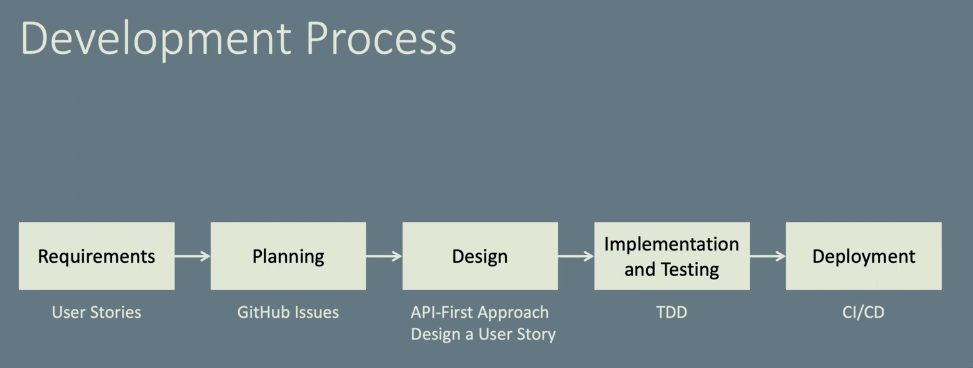 Development Process
Requirements
Planning
Design
Implementation
and Testing
Deployment
User Stories
GitHub Issues
API-First Approach
Design a User Story
TDD
CI/CD